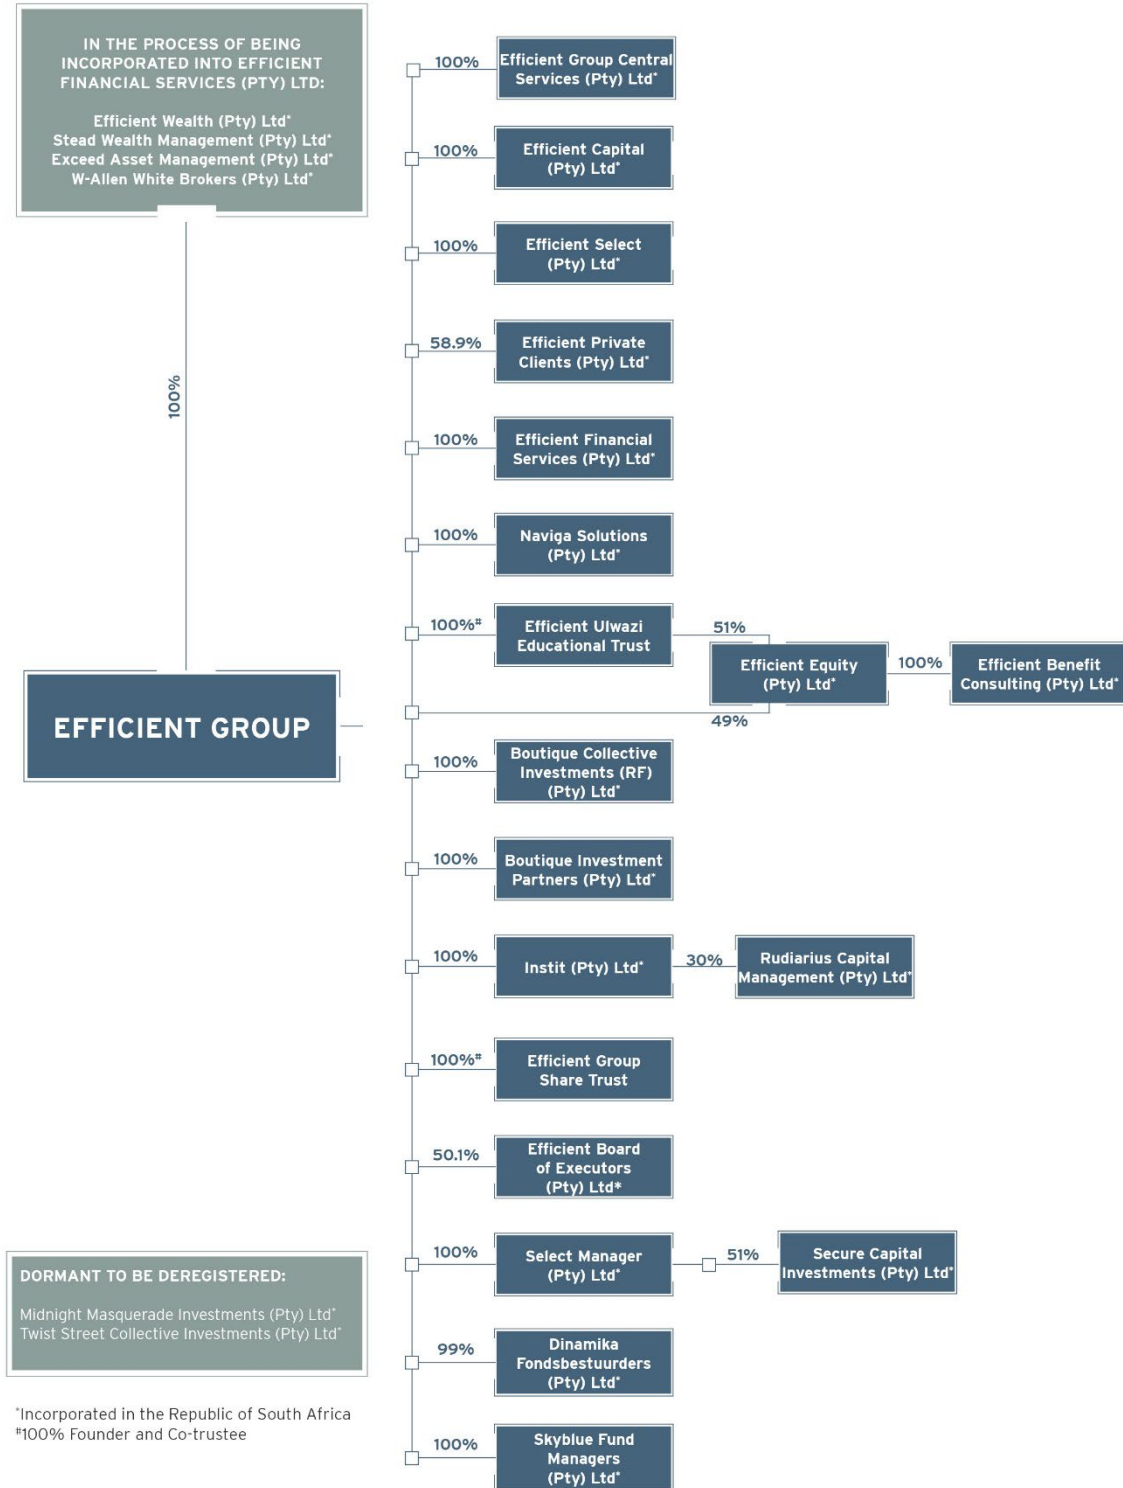 IN THE PROCESS OF BEING
INCORPORATED INTO EFFICIENT
FINANCIAL SERVICES (PTY) LTD:
Efficient Wealth (Pty) Ltd*
Stead Wealth Management (Pty) Ltd*
Exceed Asset Management (Pty) Ltd*
W-Allen White Brokers (Pty) Ltd*
100%
EFFICIENT GROUP
100%
Efficient Group Central
Services (Pty) Ltd*
100%
Efficient Capital
(Pty) Ltd*
100%
Efficient Select
(Pty) Ltd*
58.9%
Efficient Private
Clients (Pty) Ltd*
100%
Efficient Financial
Services (Pty) Ltd*
100%
Naviga Solutions
(Pty) Ltd*
100%#
Efficient Ulwazi
Educational Trust
51%
Efficient Equity
(Pty) Ltd*
100%
Efficient Benefit
Consulting (Pty) Ltd*
49%
100%
Boutique Collective
Investments (RF)
(Pty) Ltd*
100%
Boutique Investment
Partners (Pty) Ltd*
100%
Instit (Pty) Ltd*
30%
Rudiarius Capital
Management (Pty) Ltd*
100%#
Efficient Group
Share Trust
50.1%
Efficient Board
of Executors
(Pty) Ltd*
100%
Select Manager
(Pty) Ltd*
51%
Secure Capital
Investments (Pty) Ltd*
99%
Dinamika
Fondsbestuurders
(Pty) Ltd*
100%
Skyblue Fund
Managers
(Pty) Ltd*
DORMANT TO BE DEREGISTERED:
Midnight Masquerade Investments (Pty) Ltd*
Twist Street Collective Investments (Pty) Ltd*
*Incorporated in the Republic of South Africa
#100% Founder and Co-trustee